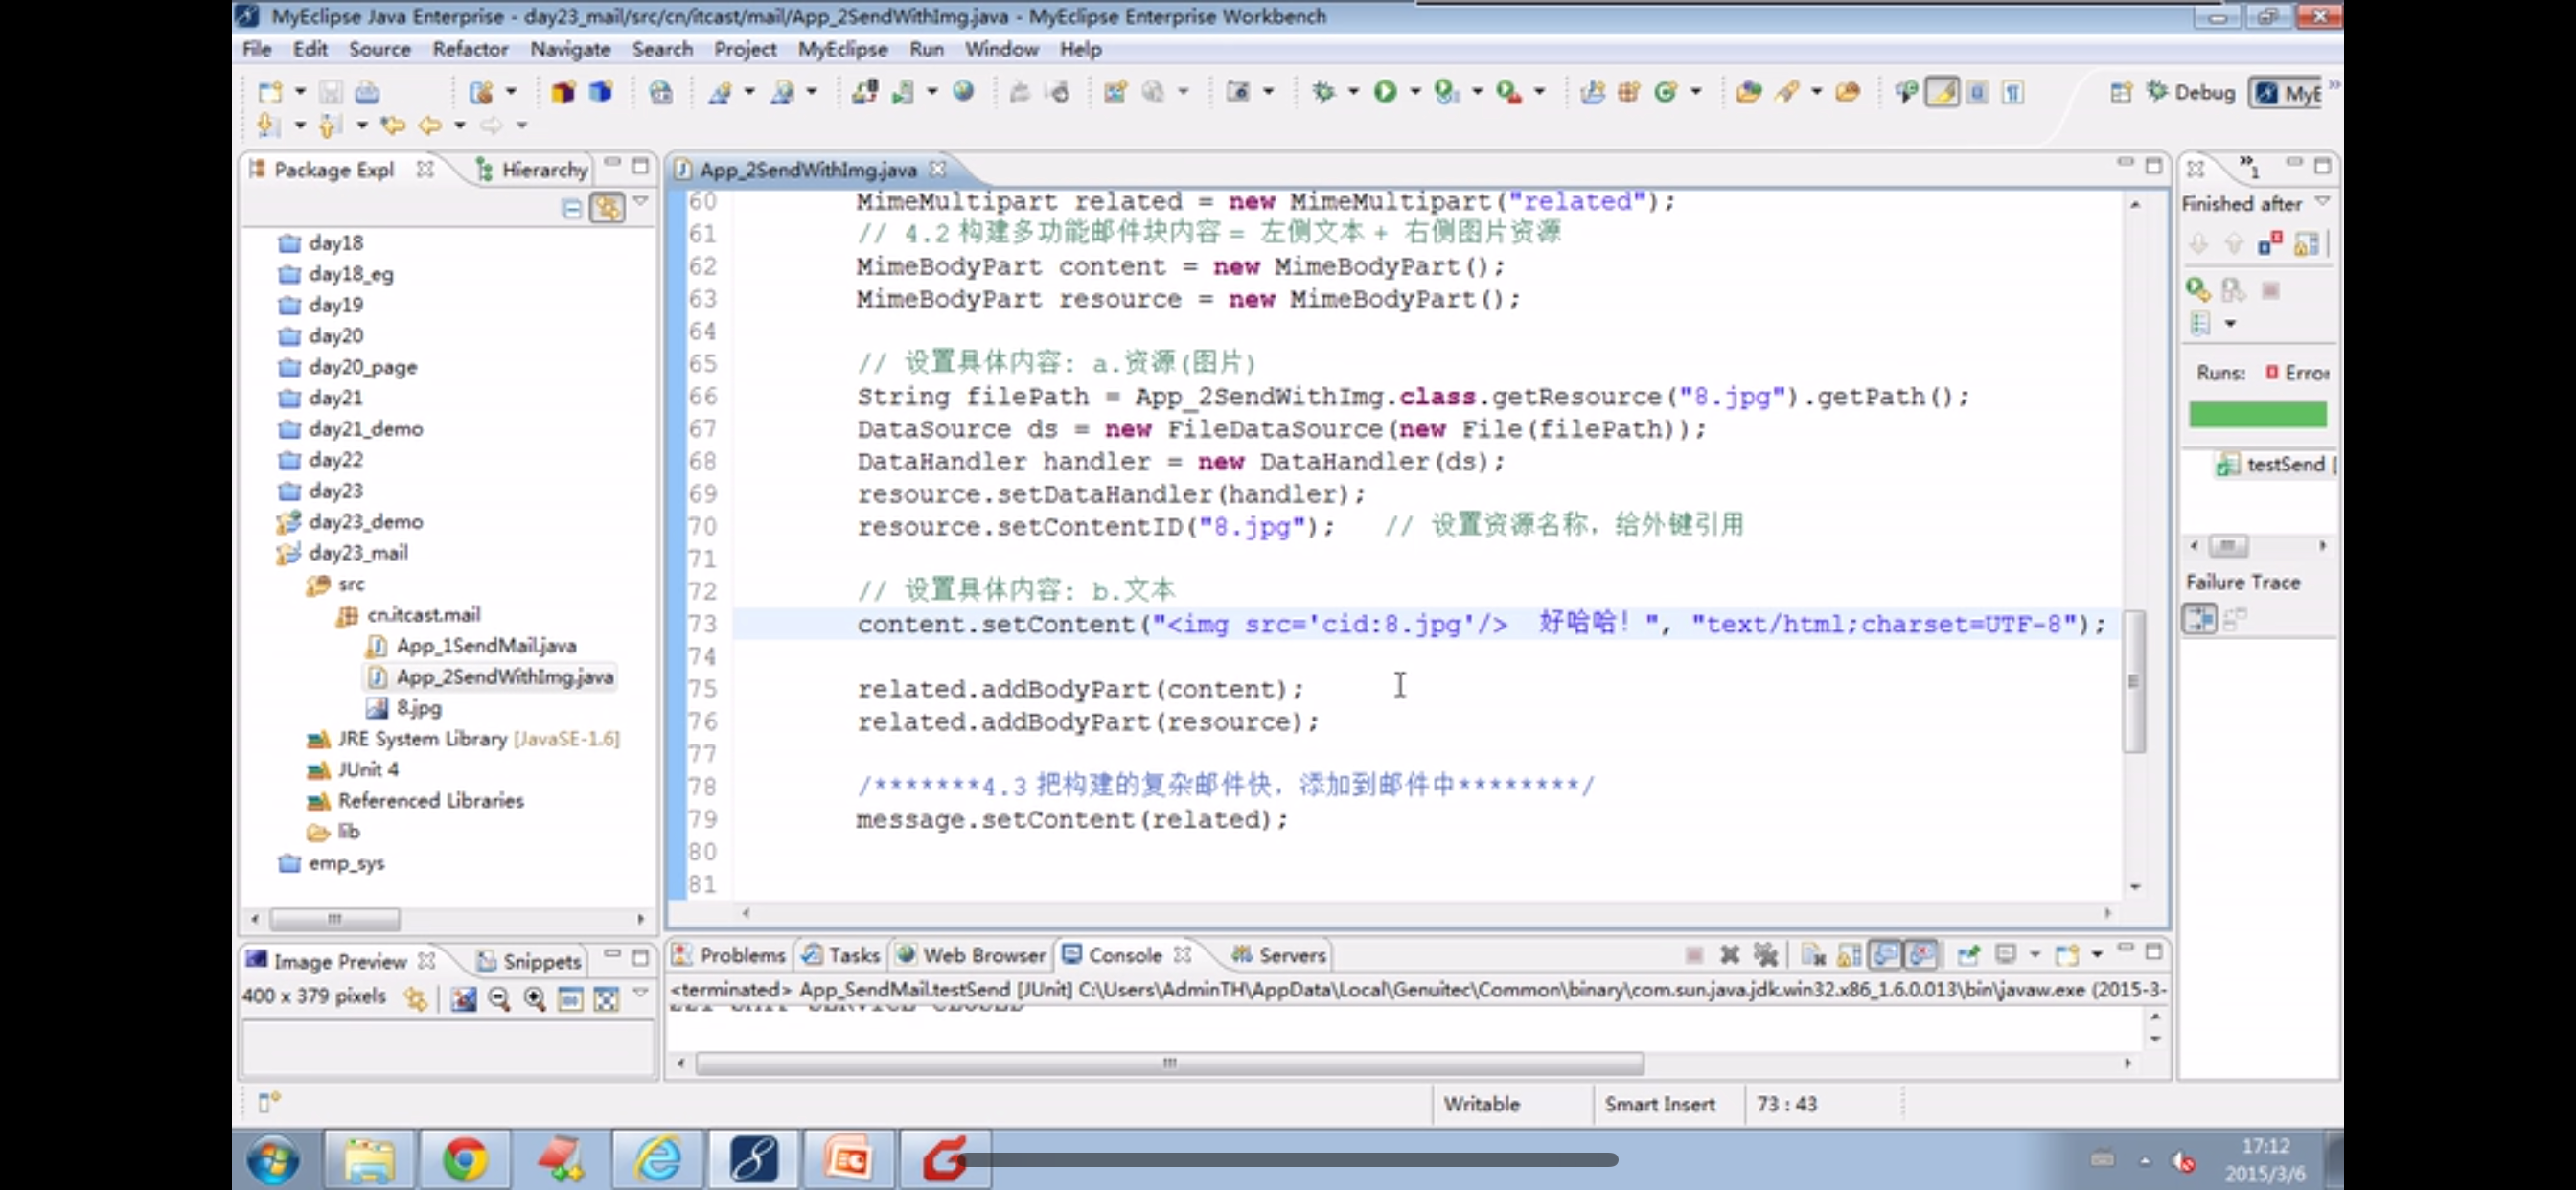 MyEclipse Java Enterprise - day23_mail/src/cn/itcast/mail/App_2SendWithImg.java - MyEclipse Enterprise Workbench
File Edit Source Refactor Navigate Search Project MyEclipse Run Window Help
Debug
MyE
Package Expl
Hierarchy
day18
day18_eg
day19
day20
day20_page
day21
day21_demo
day22
day23
day23_demo
day23_mail
src
cn.itcast.mail
App_1SendMail.java
App_2SendWithImg.java
8.jpg
JRE System Library [JavaSE-1.6]
JUnit 4
Referenced Libraries
lib
emp_sys
App_2SendWithImg.java
60 MimeMultipart related = new MimeMultipart("related");
61 // 4.2 构建多功能邮件块内容 = 左侧文本 + 右侧图片资源
62 MimeBodyPart content = new MimeBodyPart();
63 MimeBodyPart resource = new MimeBodyPart();
64
65 // 设置具体内容: a.资源(图片)
66 String filePath = App_2SendWithImg.class.getResource("8.jpg").getPath();
67 DataSource ds = new FileDataSource(new File(filePath));
68 DataHandler handler = new DataHandler(ds);
69 resource.setDataHandler(handler);
70 resource.setContentID("8.jpg"); // 设置资源名称，给外键引用
71
72 // 设置具体内容: b.文本
73 content.setContent("<img src='cid:8.jpg'/> 好哈哈！", "text/html;charset=UTF-8");
74
75 related.addBodyPart(content);
76 related.addBodyPart(resource);
77
78 /*******4.3 把构建的复杂邮件快，添加到邮件中********/
79 message.setContent(related);
80
81
1
Finished after
Runs: Error
testSend [
Failure Trace
Image Preview
Snippets
400 x 379 pixels
Problems Tasks Web Browser Console Servers
<terminated> App_SendMail.testSend [JUnit] C:\Users\AdminTH\AppData\Local\Genuitec\Common\binary\com.sun.java.jdk.win32.x86_1.6.0.013\bin\javaw.exe (2015-3-
Writable Smart Insert 73 : 43
17:12
2015/3/6